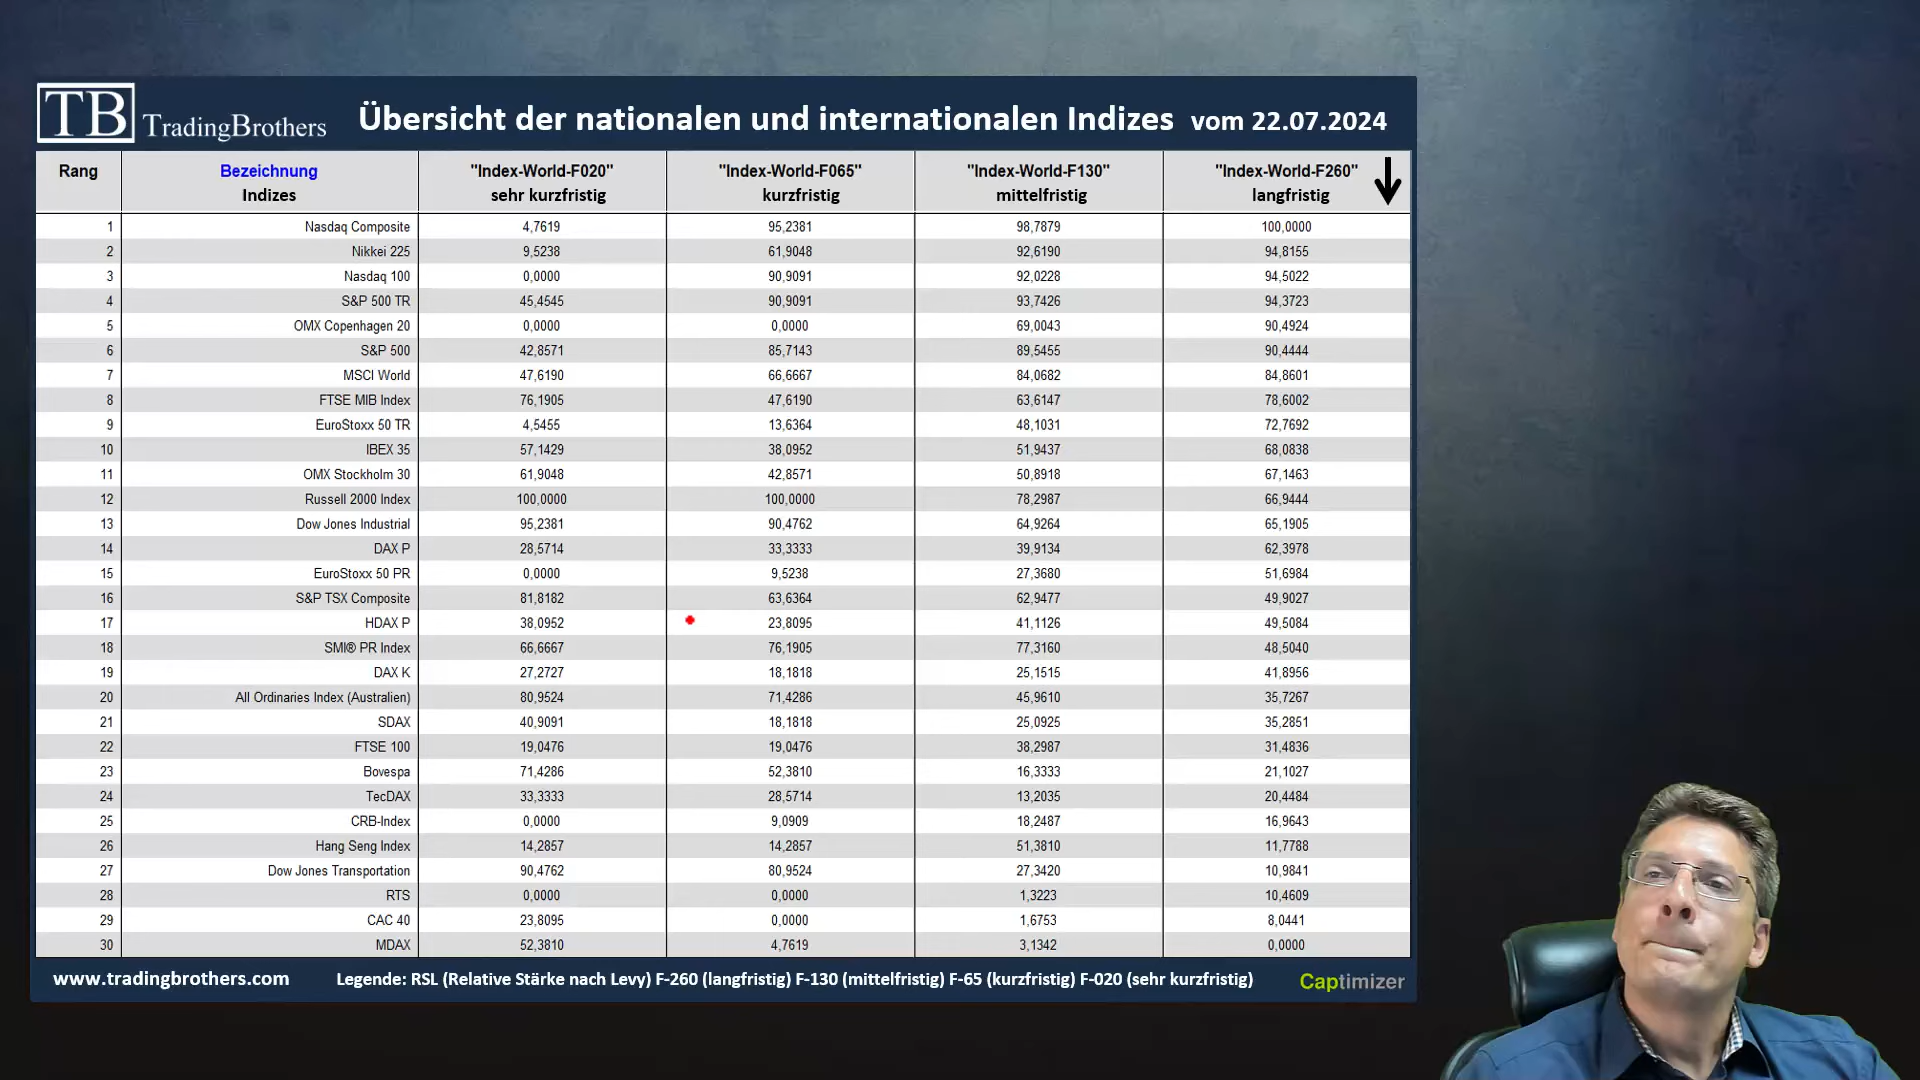 TB TradingBrothers Übersicht der nationalen und internationalen Indizes vom 22.07.2024
Rang Bezeichnung "Index-World-F020" "Index-World-F065" "Index-World-F130" "Index-World-F260"
Indizes sehr kurzfristig kurzfristig mittelfristig langfristig
1 Nasdaq Composite 4,7619 95,2381 98,7879 100,0000
2 Nikkei 225 9,5238 61,9048 92,6190 94,8155
3 Nasdaq 100 0,0000 90,9091 92,0228 94,5022
4 S&P 500 TR 45,4545 90,9091 93,7426 94,3723
5 OMX Copenhagen 20 0,0000 0,0000 69,0043 90,4924
6 S&P 500 42,8571 85,7143 89,5455 90,4444
7 MSCI World 47,6190 66,6667 84,0682 84,8601
8 FTSE MIB Index 76,1905 47,6190 63,6147 78,6002
9 EuroStoxx 50 TR 4,5455 13,6364 48,1031 72,7692
10 IBEX 35 57,1429 38,0952 51,9437 68,0838
11 OMX Stockholm 30 61,9048 42,8571 50,8918 67,1463
12 Russell 2000 Index 100,0000 100,0000 78,2987 66,9444
13 Dow Jones Industrial 95,2381 90,4762 64,9264 65,1905
14 DAX P 28,5714 33,3333 39,9134 62,3978
15 EuroStoxx 50 PR 0,0000 9,5238 27,3680 51,6984
16 S&P TSX Composite 81,8182 63,6364 62,9477 49,9027
17 HDAX P 38,0952 23,8095 41,1126 49,5084
18 SMI® PR Index 66,6667 76,1905 77,3160 48,5040
19 DAX K 27,2727 18,1818 25,1515 41,8956
20 All Ordinaries Index (Australien) 80,9524 71,4286 45,9610 35,7267
21 SDAX 40,9091 18,1818 25,0925 35,2851
22 FTSE 100 19,0476 19,0476 38,2987 31,4836
23 Bovespa 71,4286 52,3810 16,3333 21,1027
24 TecDAX 33,3333 28,5714 13,2035 20,4484
25 CRB-Index 0,0000 9,0909 18,2487 16,9643
26 Hang Seng Index 14,2857 14,2857 51,3810 11,7788
27 Dow Jones Transportation 90,4762 80,9524 27,3420 10,9841
28 RTS 0,0000 0,0000 1,3223 10,4609
29 CAC 40 23,8095 0,0000 1,6753 8,0441
30 MDAX 52,3810 4,7619 3,1342 0,0000
www.tradingbrothers.com Legende: RSL (Relative Stärke nach Levy) F-260 (langfristig) F-130 (mittelfristig) F-65 (kurzfristig) F-020 (sehr kurzfristig) Captimizer